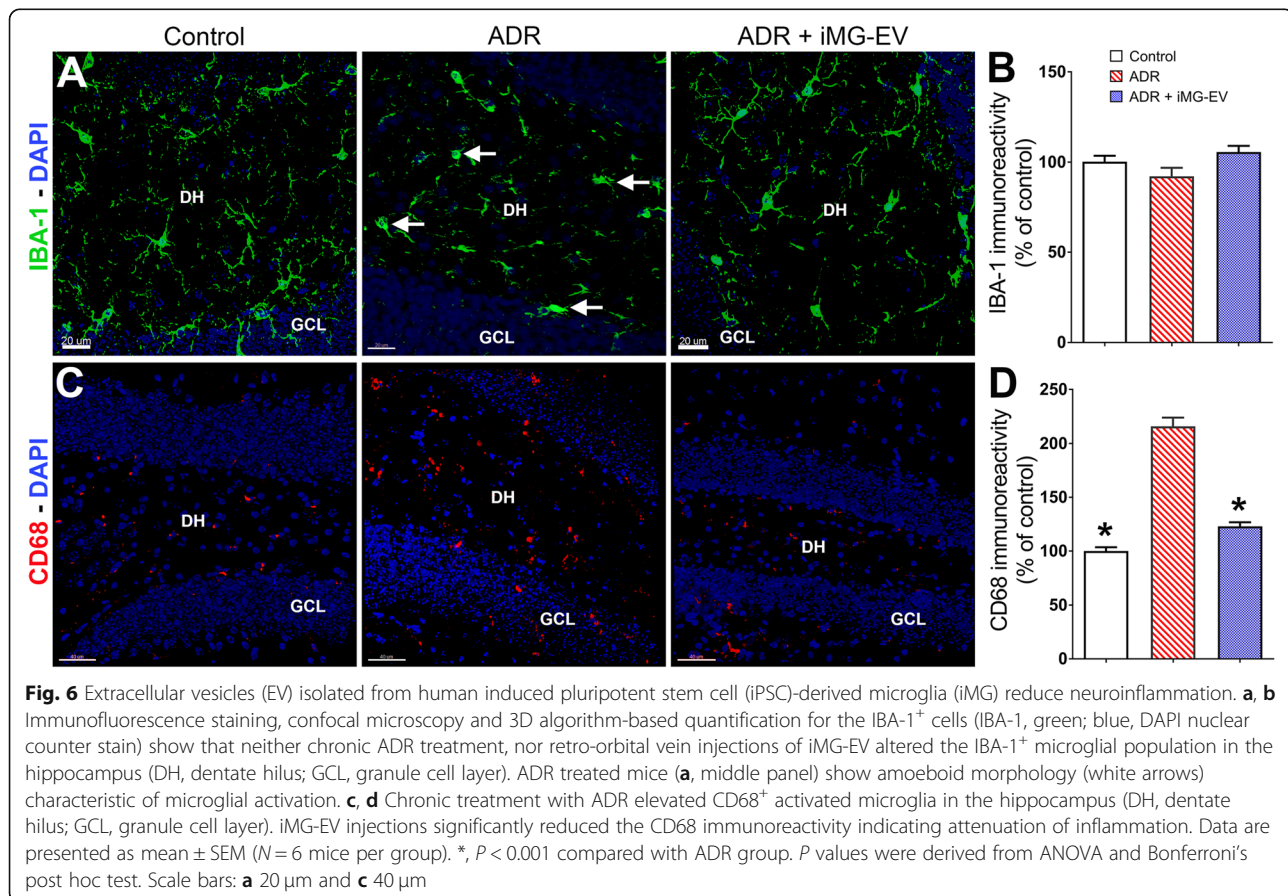 Control
ADR
ADR + iMG-EV
A
IBA-1 - DAPI
DH
GCL
20 um
DH
GCL
20 um
DH
GCL
20 um
B
Control
ADR
ADR + iMG-EV
IBA-1 immunoreactivity
(% of control)
150
100
50
0
C
CD68 - DAPI
DH
GCL
40 um
DH
GCL
40 um
DH
GCL
40 um
D
CD68 immunoreactivity
(% of control)
250
200
150
100
50
0
*
*
Fig. 6 Extracellular vesicles (EV) isolated from human induced pluripotent stem cell (iPSC)-derived microglia (iMG) reduce neuroinflammation. a, b
Immunofluorescence staining, confocal microscopy and 3D algorithm-based quantification for the IBA-1⁺ cells (IBA-1, green; blue, DAPI nuclear
counter stain) show that neither chronic ADR treatment, nor retro-orbital vein injections of iMG-EV altered the IBA-1⁺ microglial population in the
hippocampus (DH, dentate hilus; GCL, granule cell layer). ADR treated mice (a, middle panel) show amoeboid morphology (white arrows)
characteristic of microglial activation. c, d Chronic treatment with ADR elevated CD68⁺ activated microglia in the hippocampus (DH, dentate
hilus; GCL, granule cell layer). iMG-EV injections significantly reduced the CD68 immunoreactivity indicating attenuation of inflammation. Data are
presented as mean ± SEM (N = 6 mice per group). *, P < 0.001 compared with ADR group. P values were derived from ANOVA and Bonferroni's
post hoc test. Scale bars: a 20 μm and c 40 μm